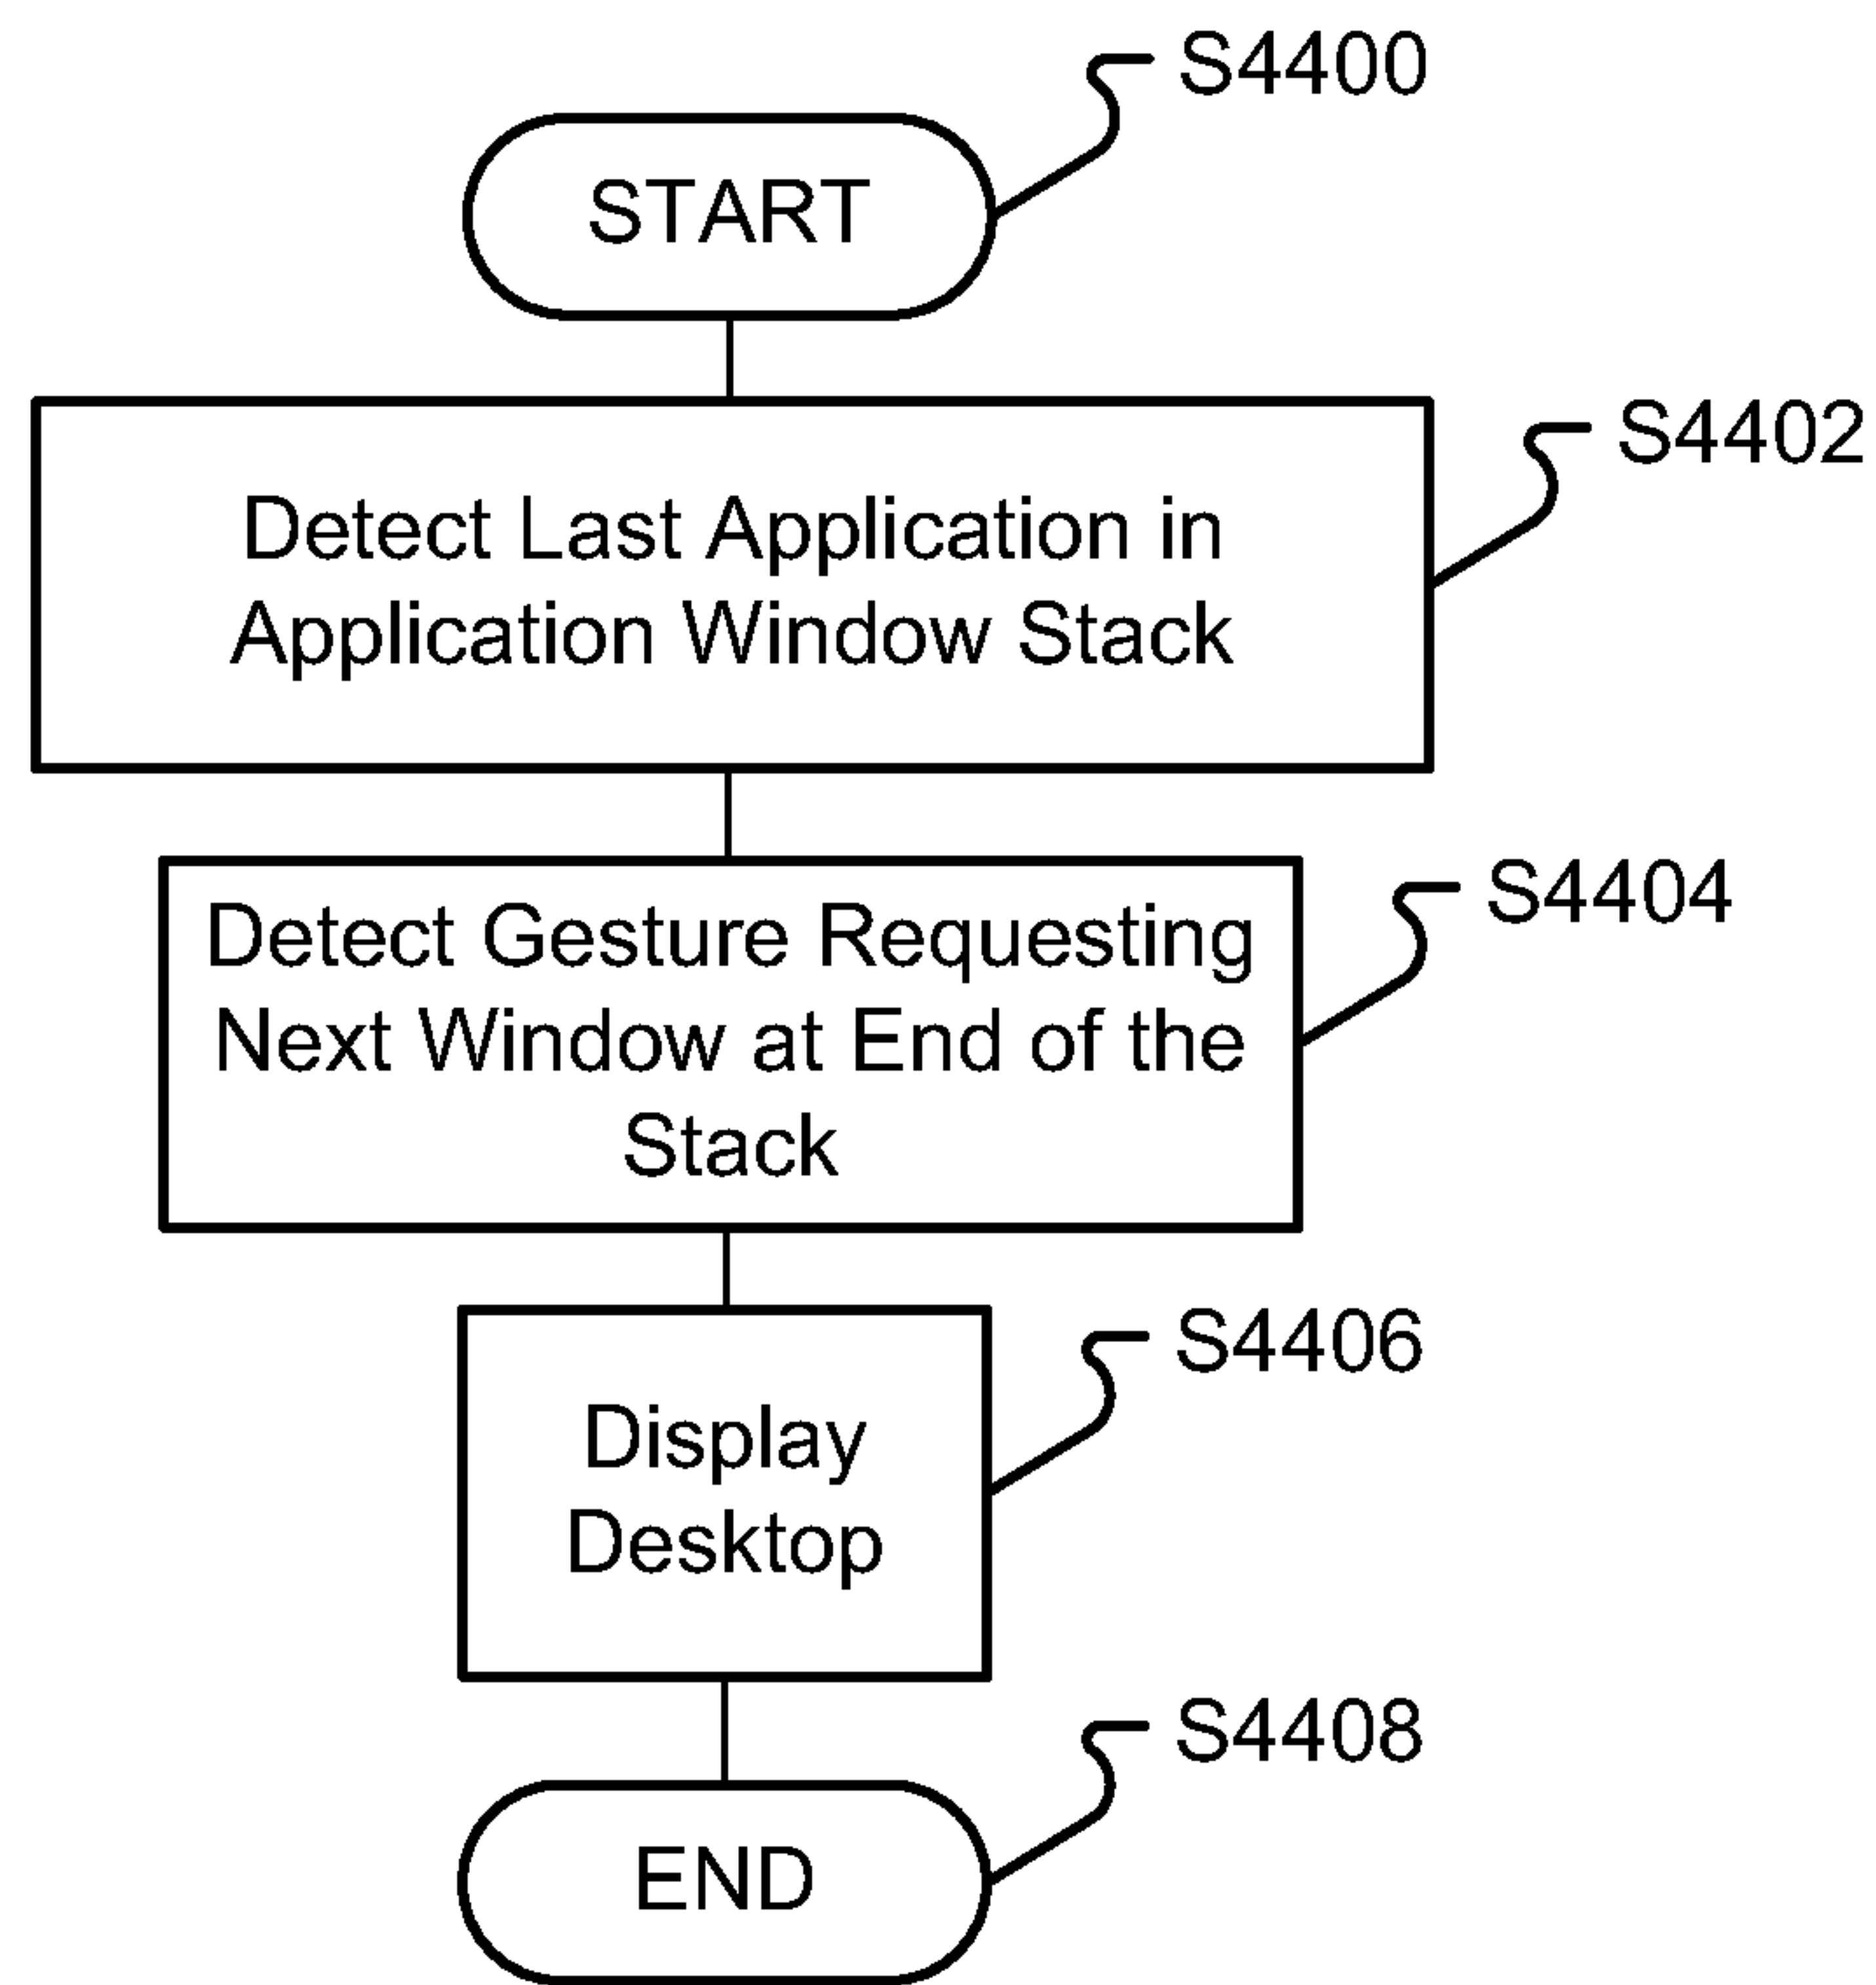 S4400
START
S4402
Detect Last Application in
Application Window Stack
S4404
Detect Gesture Requesting
Next Window at End of the
Stack
S4406
Display
Desktop
S4408
END